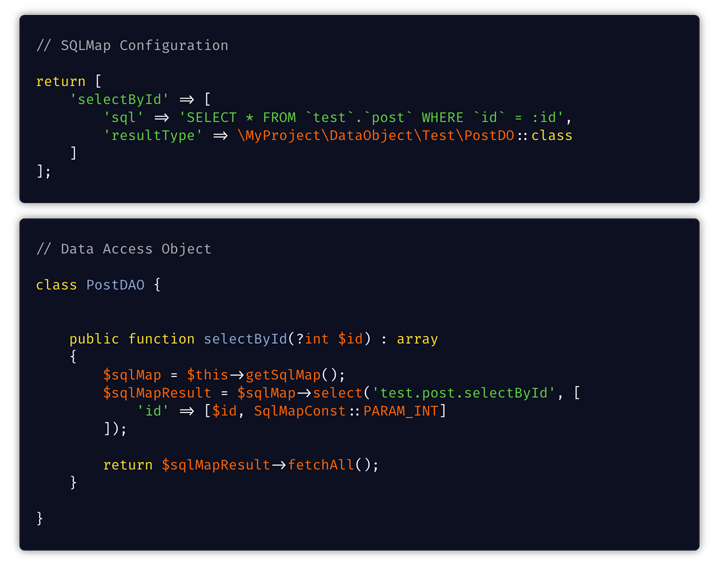 // SQLMap Configuration
return [
    'selectById' => [
        'sql' => 'SELECT * FROM `test`.`post` WHERE `id` = :id',
        'resultType' => \MyProject\DataObject\Test\PostDO::class
    ]
];
// Data Access Object
class PostDAO {
    public function selectById(?int $id) : array
    {
        $sqlMap = $this->getSqlMap();
        $sqlMapResult = $sqlMap->select('test.post.selectById', [
            'id' => [$id, SqlMapConst::PARAM_INT]
        ]);
        return $sqlMapResult->fetchAll();
    }
}